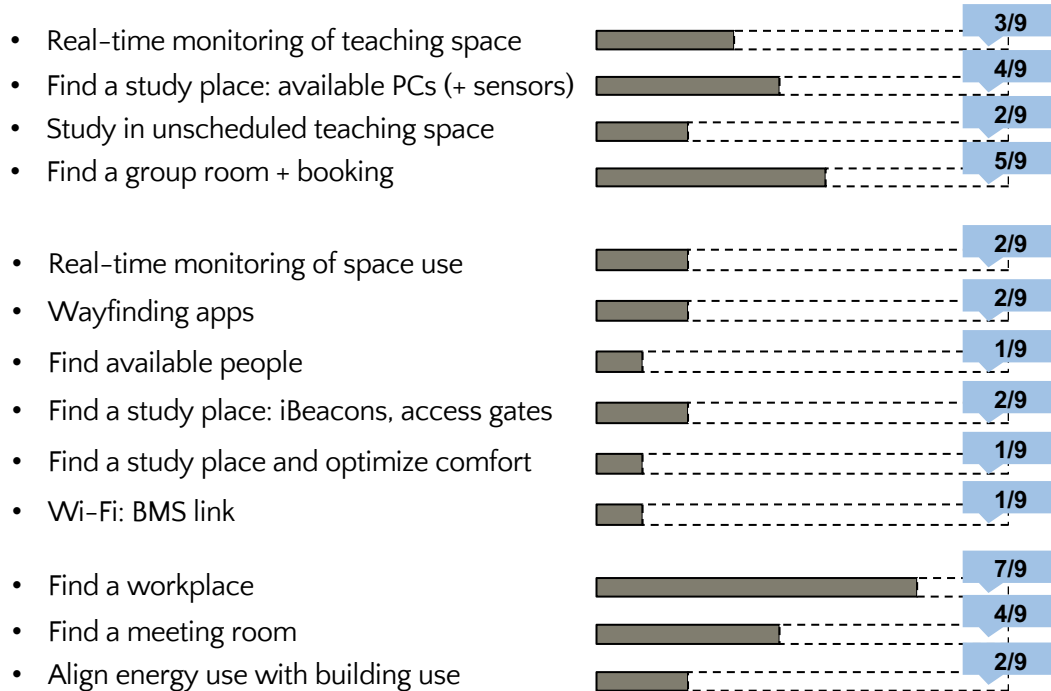 • Real-time monitoring of teaching space 3/9
• Find a study place: available PCs (+ sensors) 4/9
• Study in unscheduled teaching space 2/9
• Find a group room + booking 5/9
• Real-time monitoring of space use 2/9
• Wayfinding apps 2/9
• Find available people 1/9
• Find a study place: iBeacons, access gates 2/9
• Find a study place and optimize comfort 1/9
• Wi-Fi: BMS link 1/9
• Find a workplace 7/9
• Find a meeting room 4/9
• Align energy use with building use 2/9